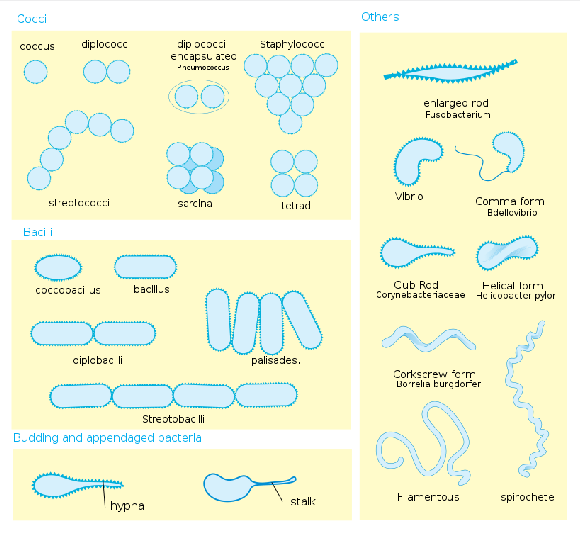 Cocci
coccus
diplococci
diplococci
encapsulated
Pneumococcus
Staphylococci
streptococci
sarcina
tetrad
Bacilli
coccobacillus
bacillus
diplobacilli
palisades.
Streptobacilli
Budding and appendaged bacteria
hypha
stalk
Others
enlarged rod
Fusobacterium
Vibrio
Comma form
Bdellovibrio
Club Rod
Corynebacteriaceae
Helical form
Helicobacter pylori
Corkscrew form
Borrelia burgdorferi
Filamentous
spirochete